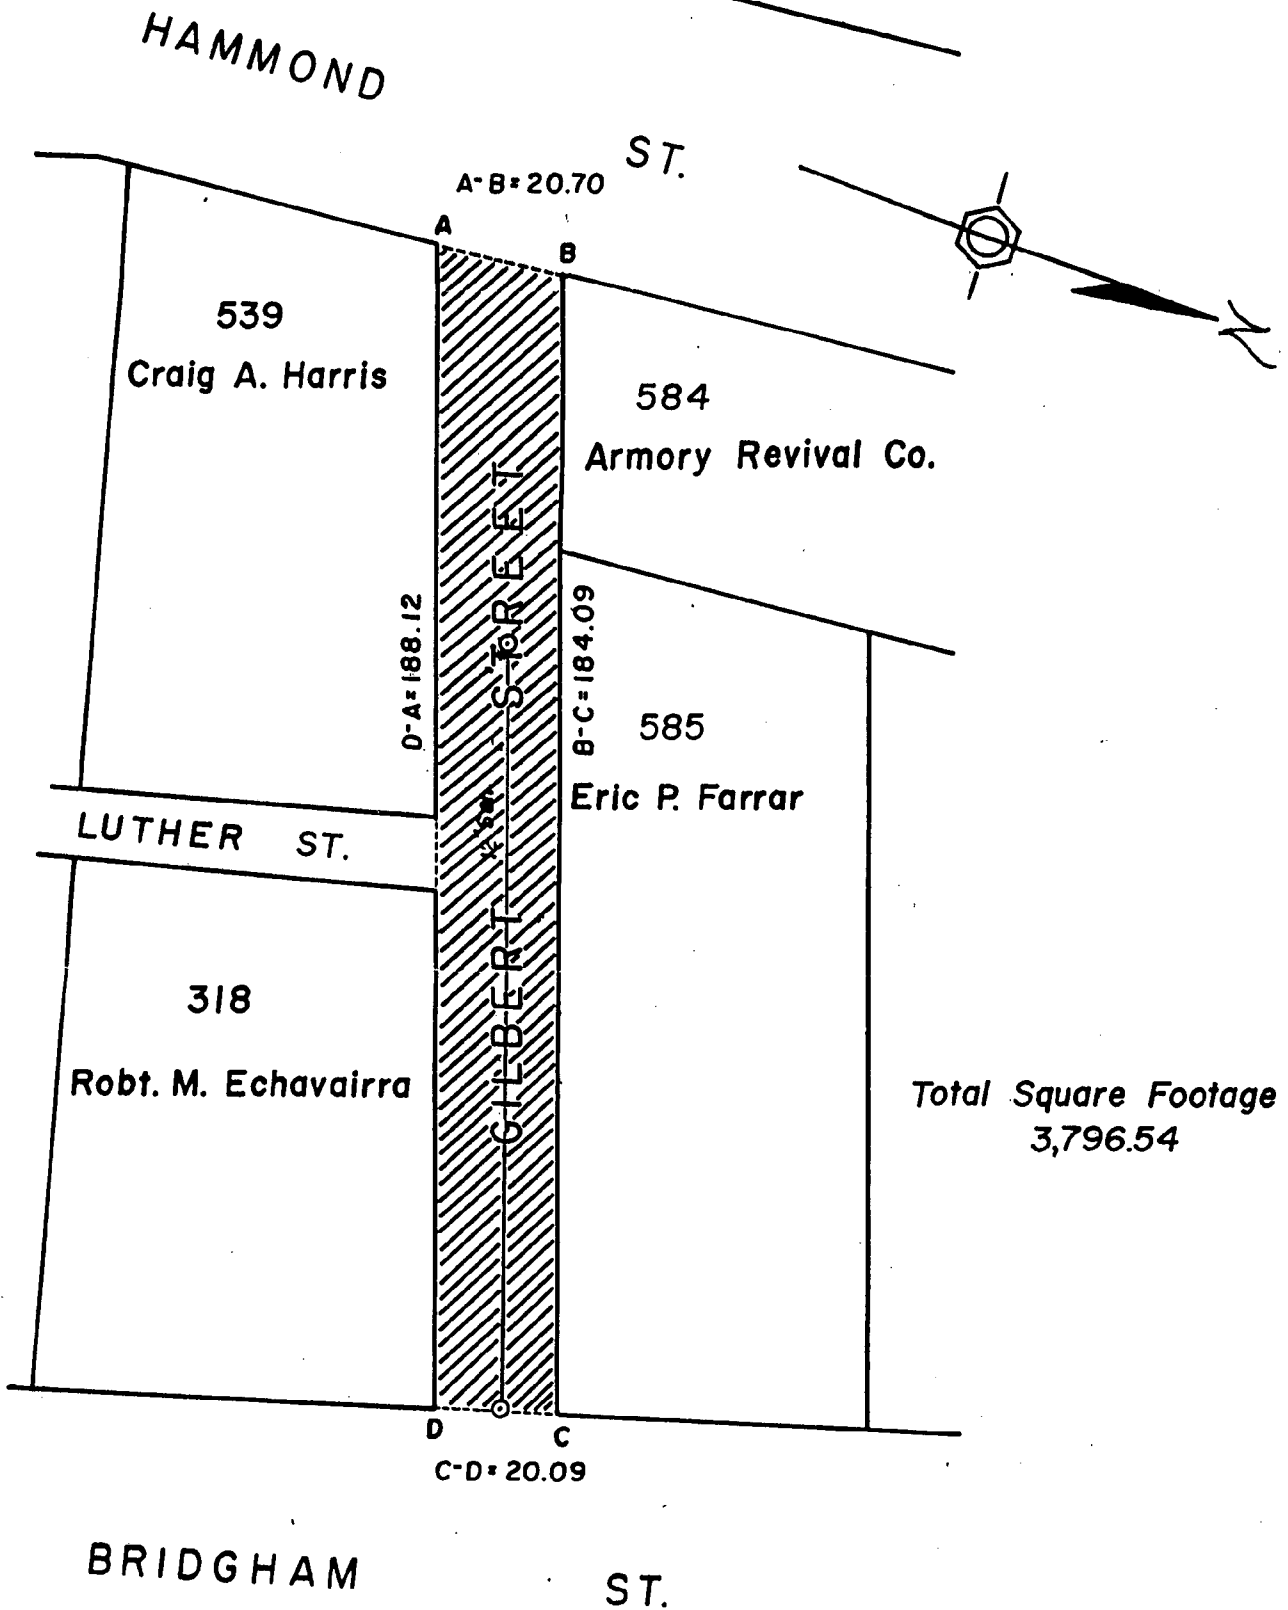 HAMMOND ST.
A-B=20.70
A
B
N
539
Craig A. Harris
584
Armory Revival Co.
D-A=188.12
GILBERT STREET
B-C=184.09
585
Eric P. Farrar
LUTHER ST.
318
Robt. M. Echavairra
Total Square Footage
3,796.54
D
C
C-D=20.09
BRIDGHAM ST.